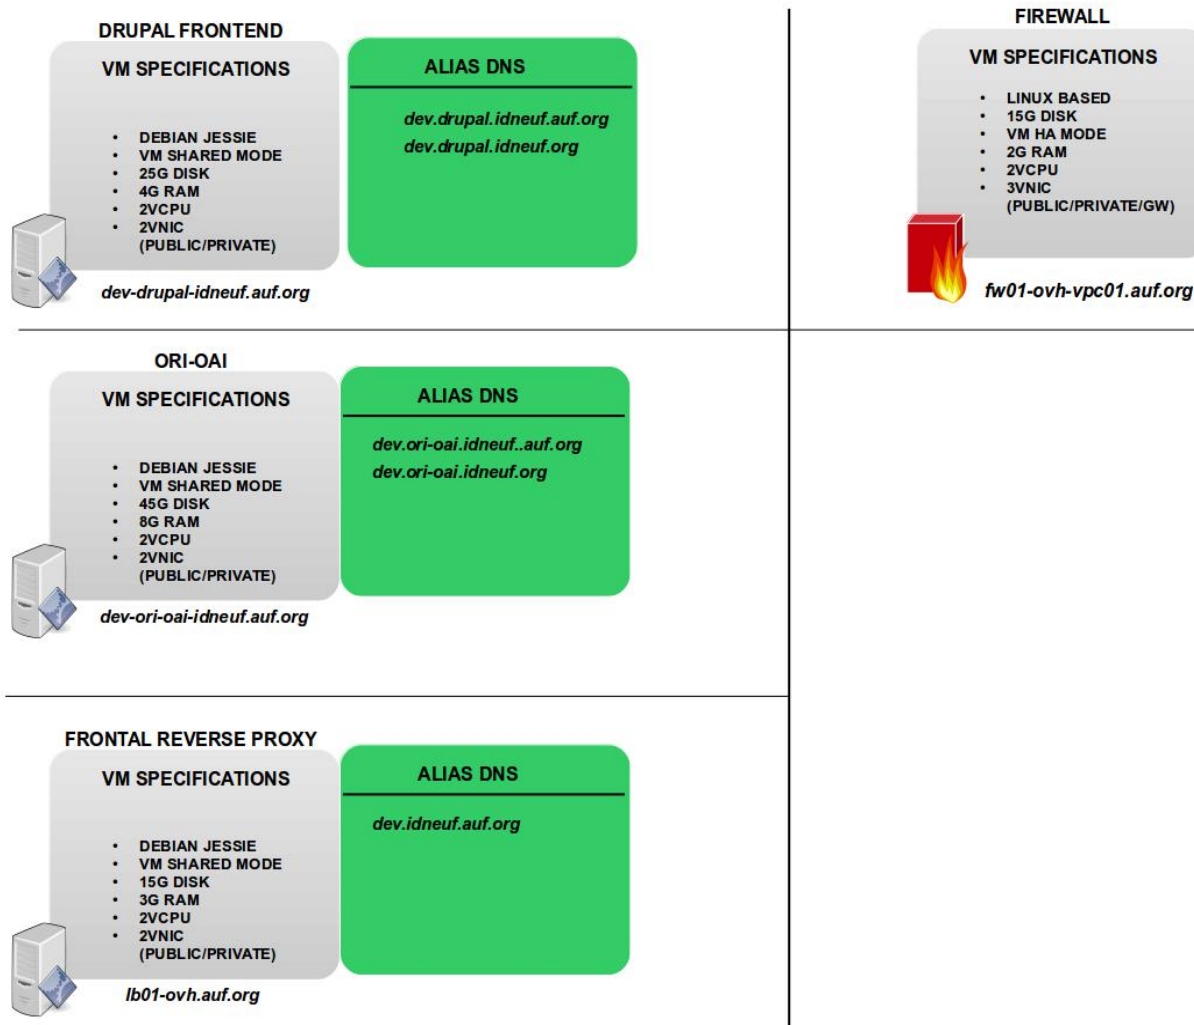 DRUPAL FRONTEND
VM SPECIFICATIONS
• DEBIAN JESSIE
• VM SHARED MODE
• 25G DISK
• 4G RAM
• 2VCPU
• 2VNIC
(PUBLIC/PRIVATE)
dev-drupal-idneuf.auf.org
ALIAS DNS
dev.drupal.idneuf.auf.org
dev.drupal.idneuf.org
FIREWALL
VM SPECIFICATIONS
• LINUX BASED
• 15G DISK
• VM HA MODE
• 2G RAM
• 2VCPU
• 3VNIC
(PUBLIC/PRIVATE/GW)
fw01-ovh-vpc01.auf.org
ORI-OAI
VM SPECIFICATIONS
• DEBIAN JESSIE
• VM SHARED MODE
• 45G DISK
• 8G RAM
• 2VCPU
• 2VNIC
(PUBLIC/PRIVATE)
dev-ori-oai-idneuf.auf.org
ALIAS DNS
dev.ori-oai.idneuf..auf.org
dev.ori-oai.idneuf.org
FRONTAL REVERSE PROXY
VM SPECIFICATIONS
• DEBIAN JESSIE
• VM SHARED MODE
• 15G DISK
• 3G RAM
• 2VCPU
• 2VNIC
(PUBLIC/PRIVATE)
lb01-ovh.auf.org
ALIAS DNS
dev.idneuf.auf.org